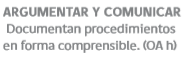 ARGUMENTAR Y COMUNICAR
Documentan procedimientos
en forma comprensible. (OA h)